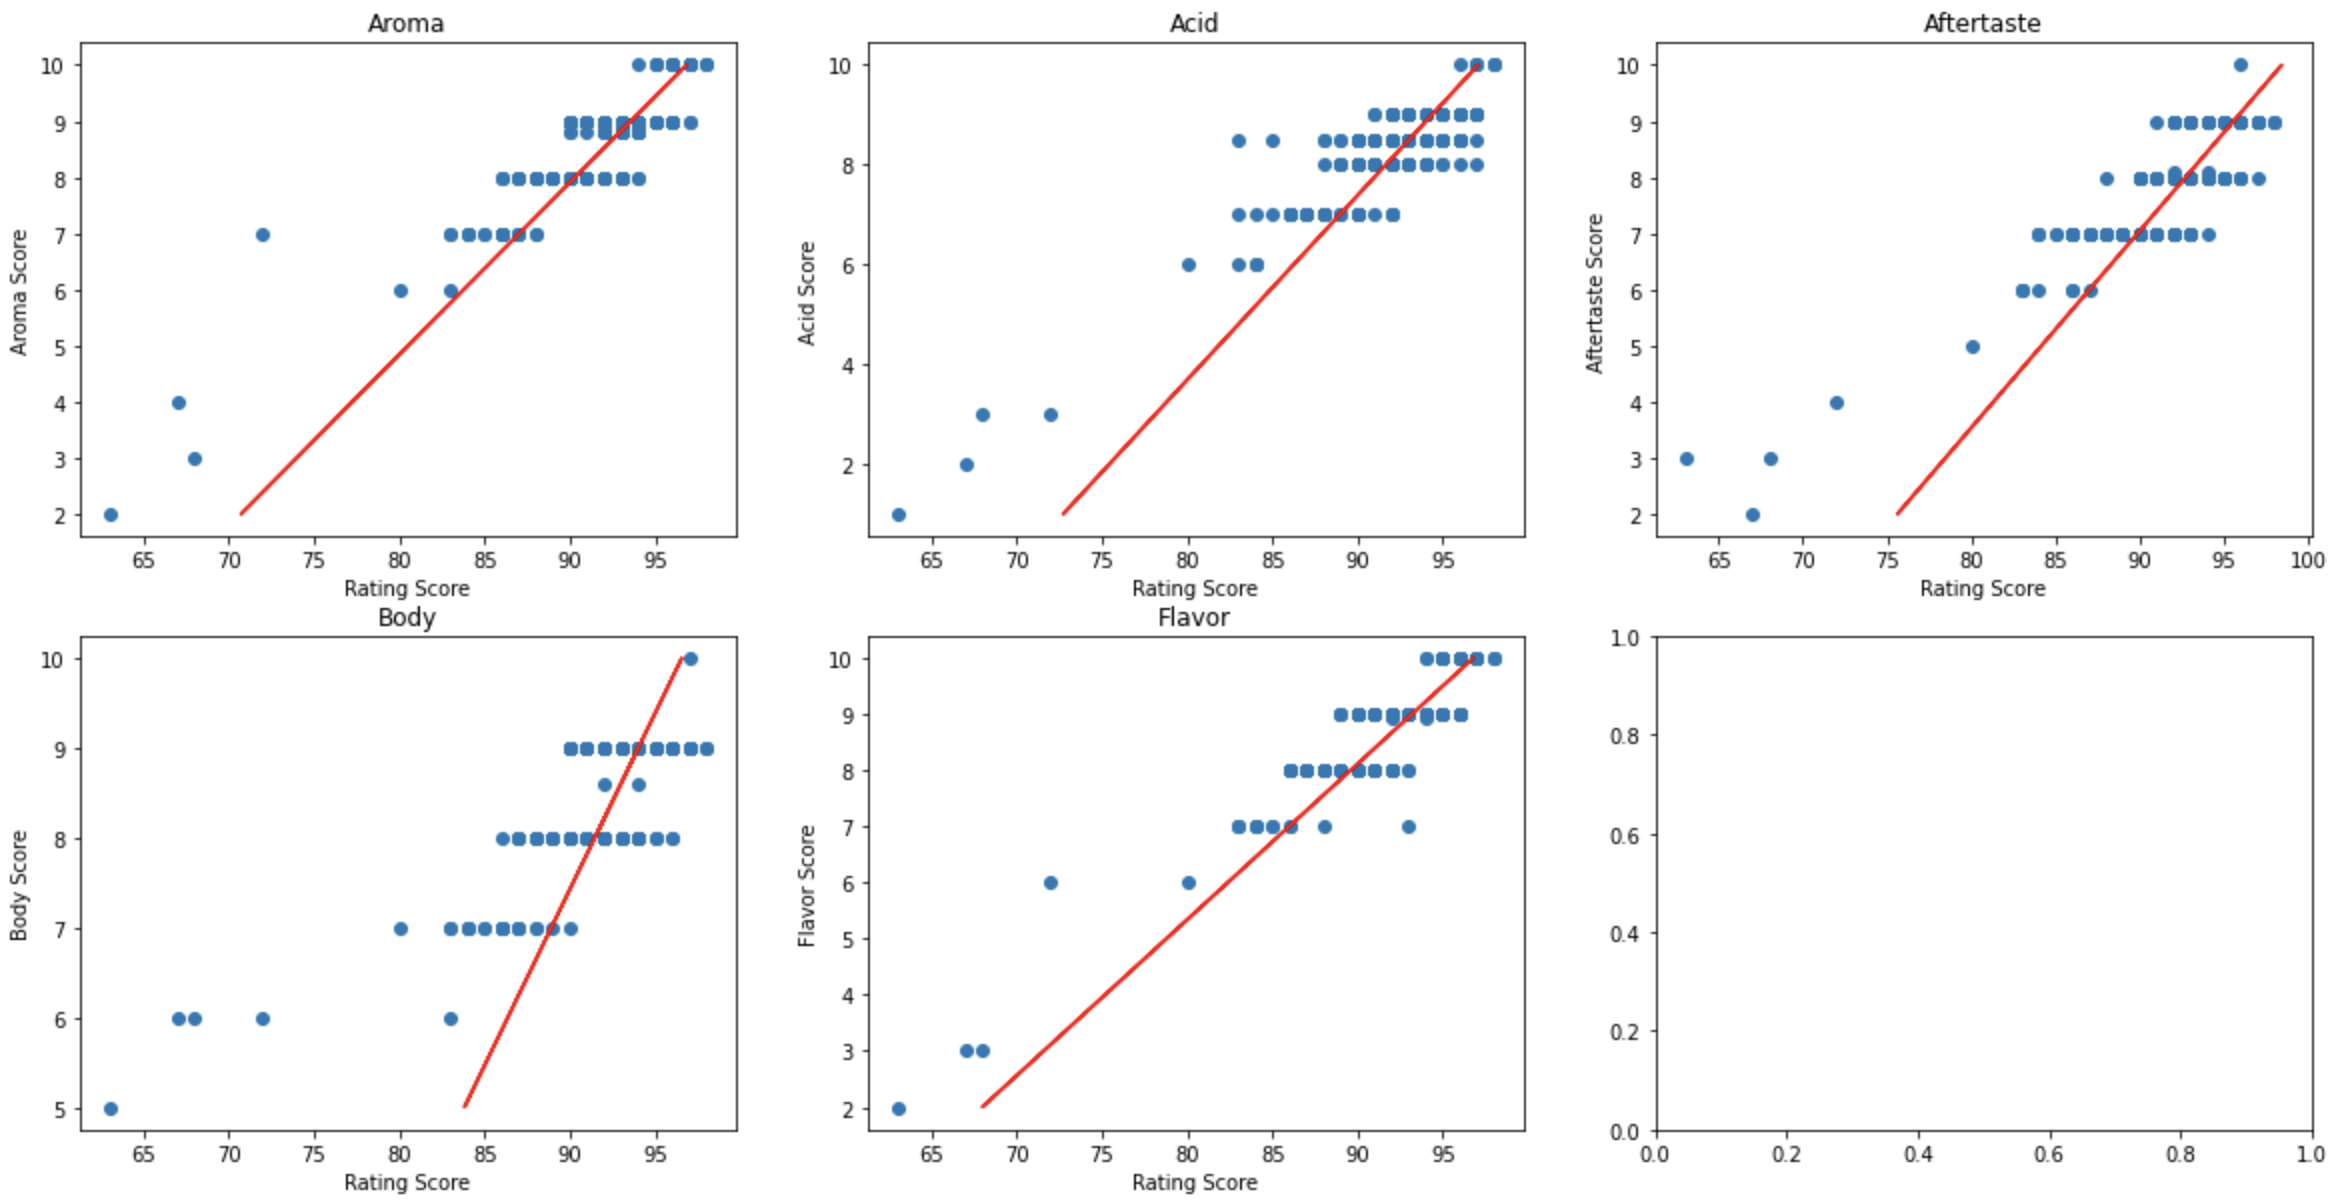 Aroma
Acid
Aftertaste
10
9
8
7
6
5
4
3
2
Aroma Score
65 70 75 80 85 90 95
Rating Score
10
8
6
4
2
Acid Score
65 70 75 80 85 90 95
Rating Score
10
9
8
7
6
5
4
3
2
Aftertaste Score
65 70 75 80 85 90 95 100
Rating Score
Body
Flavor
10
9
8
7
6
5
Body Score
65 70 75 80 85 90 95
Rating Score
10
9
8
7
6
5
4
3
2
Flavor Score
65 70 75 80 85 90 95
Rating Score
1.0
0.8
0.6
0.4
0.2
0.0
0.0 0.2 0.4 0.6 0.8 1.0